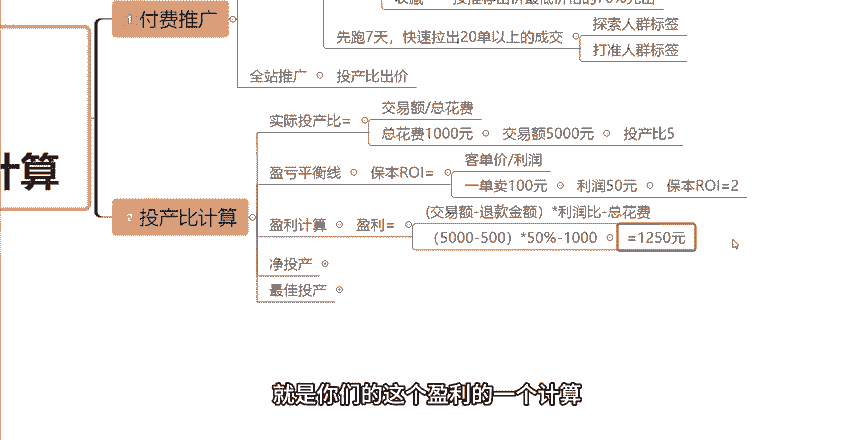 1 付费推广
先跑7天，快速拉出20单以上的成交
探索人群标签
打准人群标签
全站推广
投产比出价
计算
2 投产比计算
实际投产比=
交易额/总花费
总花费1000元
交易额5000元
投产比5
盈亏平衡线
保本ROI=
客单价/利润
一单卖100元
利润50元
保本ROI=2
盈利计算
盈利=
(交易额-退款金额）*利润比-总花费
（5000-500）*50%-1000
=1250元
净投产
最佳投产
就是你们的这个盈利的一个计算